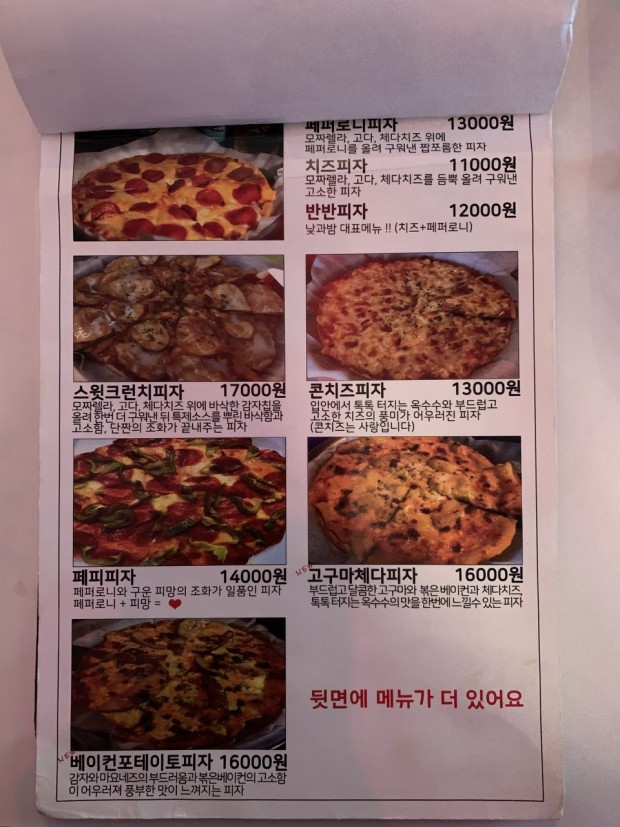 페퍼로니피자 13000원
모짜렐라, 고다, 체다치즈 위에
페퍼로니를 올려 구워낸 짭쪼름한 피자
치즈피자 11000원
모짜렐라, 고다, 체다치즈를 듬뿍 올려 구워낸
고소한 피자
반반피자 12000원
낮과밤 대표메뉴 !! (치즈+페퍼로니)
스윗크런치피자 17000원
모짜렐라, 고다, 체다치즈 위에 바삭한 감자칩을
올려 한번 더 구워낸 뒤 특제소스를 뿌린 바삭함과
고소함, 단짠의 조화가 끝내주는 피자
콘치즈피자 13000원
입안에서 톡톡 터지는 옥수수와 부드럽고
고소한 치즈의 풍미가 어우러진 피자
(콘치즈는 사랑입니다)
페피피자 14000원
페퍼로니와 구운 피망의 조화가 일품인 피자
페퍼로니 + 피망 = ❤
고구마체다피자 16000원
부드럽고 달콤한 고구마와 볶은 베이컨과 체다치즈,
톡톡 터지는 옥수수의 맛을 한번에 느낄수 있는 피자
베이컨포테이토피자 16000원
감자와 마요네즈의 부드러움과 볶은베이컨의 고소함
이 어우러져 풍부한 맛이 느껴지는 피자
뒷면에 메뉴가 더 있어요